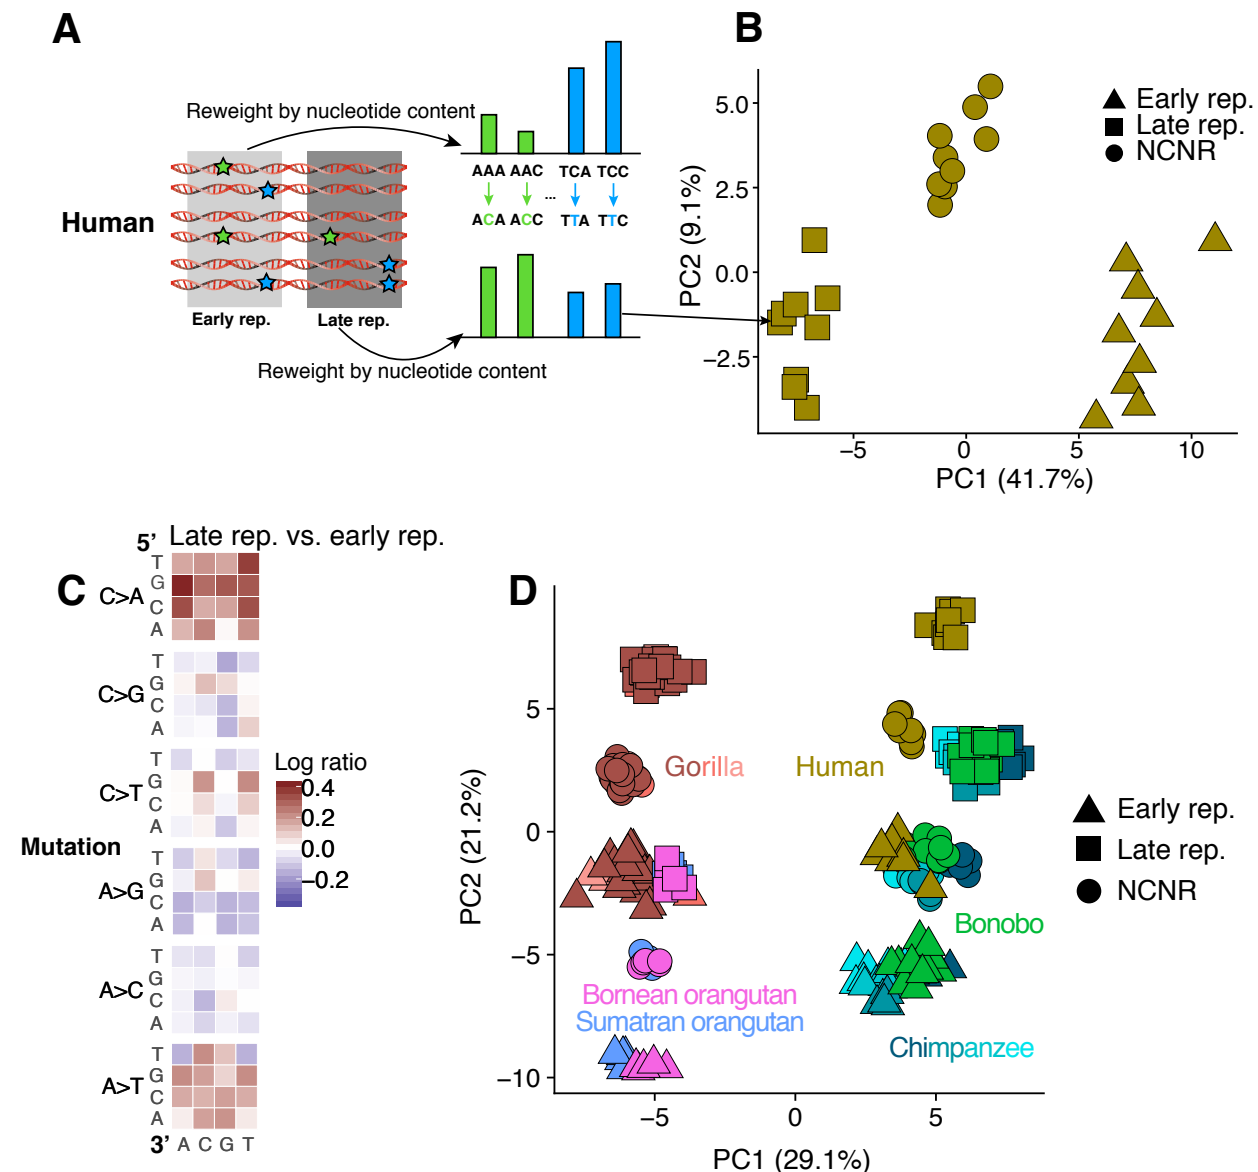 A
Reweight by nucleotide content
AAA AAC TCA TCC
...
ACA ACC TTA TTC
Human
Early rep. Late rep.
Reweight by nucleotide content
B
5.0
2.5
0.0
−2.5
PC2 (9.1%)
−5 0 5 10
PC1 (41.7%)
Early rep.
Late rep.
NCNR
C
5’ Late rep. vs. early rep.
C>A
T
G
C
A
C>G
T
G
C
A
C>T
T
G
C
A
Mutation
A>G
T
G
C
A
A>C
T
G
C
A
A>T
T
G
C
A
3’ A C G T
Log ratio
0.4
0.2
0.0
−0.2
D
5
0
−5
−10
PC2 (21.2%)
Gorilla
Human
Bonobo
Bornean orangutan
Sumatran orangutan
Chimpanzee
−5 0 5
PC1 (29.1%)
Early rep.
Late rep.
NCNR